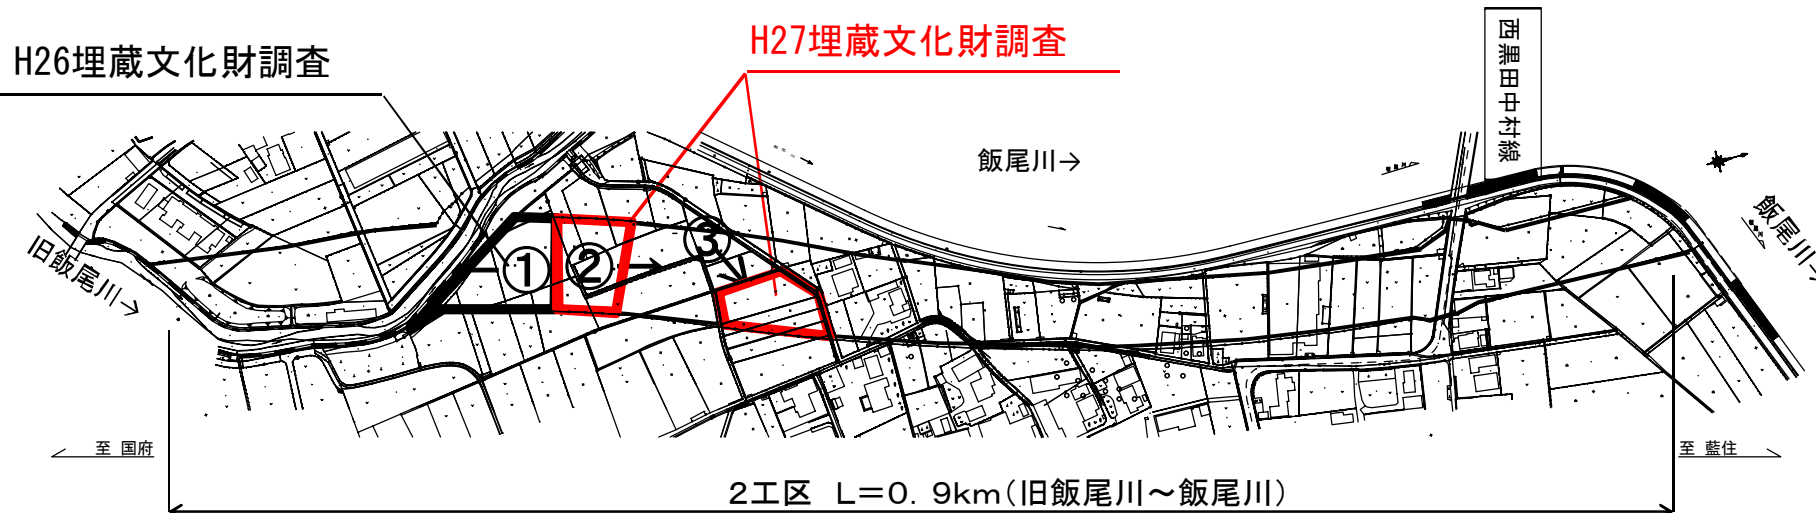 H26埋蔵文化財調査
H27埋蔵文化財調査
西黒田中村線
飯尾川→
飯尾川→
旧飯尾川→
①
②
③
至 国府
至 藍住
2工区 L=0.9km(旧飯尾川～飯尾川)